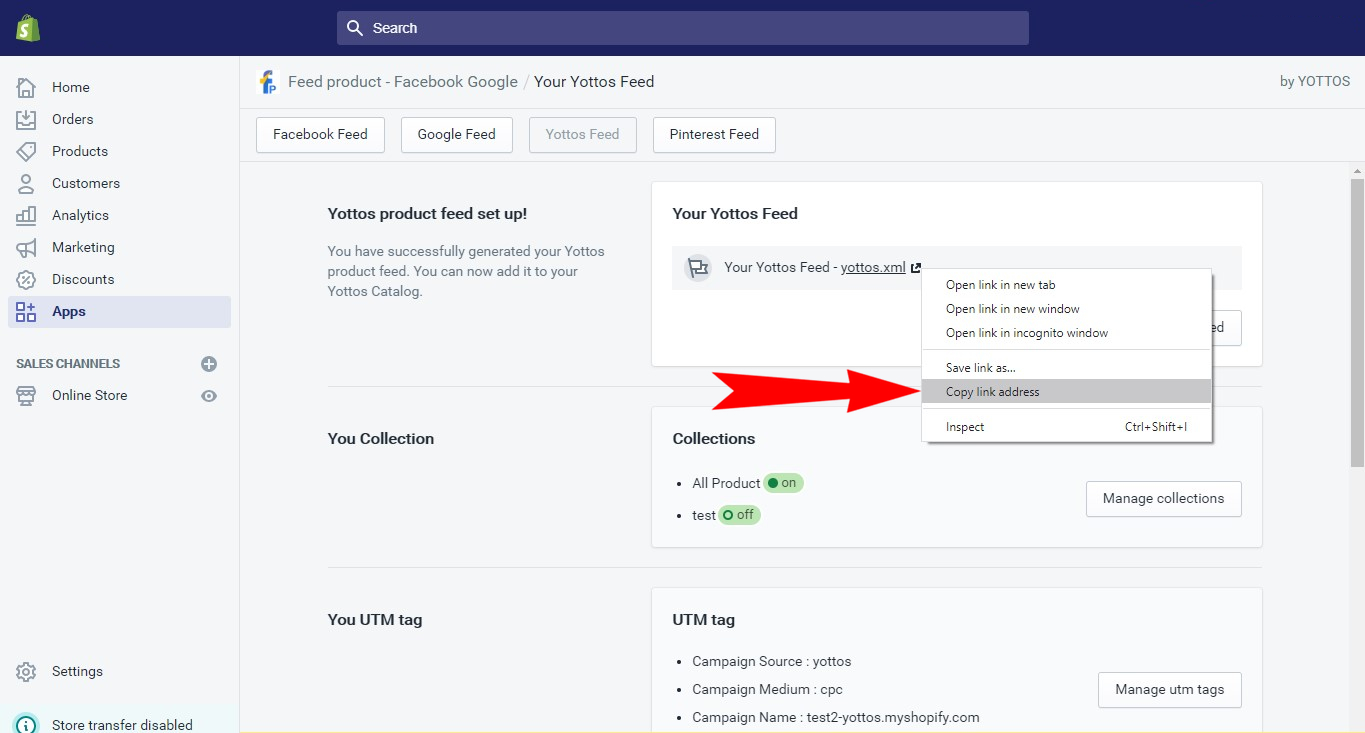 Search
Home
Orders
Products
Customers
Analytics
Marketing
Discounts
Apps
SALES CHANNELS
Online Store
Settings
Store transfer disabled
Feed product - Facebook Google / Your Yottos Feed
by YOTTOS
Facebook Feed
Google Feed
Yottos Feed
Pinterest Feed
Yottos product feed set up!
You have successfully generated your Yottos
product feed. You can now add it to your
Yottos Catalog.
Your Yottos Feed
Your Yottos Feed - yottos.xml
Open link in new tab
Open link in new window
Open link in incognito window
Save link as...
Copy link address
Inspect Ctrl+Shift+I
You Collection
Collections
All Product on
test off
Manage collections
You UTM tag
UTM tag
Campaign Source : yottos
Campaign Medium : cpc
Campaign Name : test2-yottos.myshopify.com
Manage utm tags